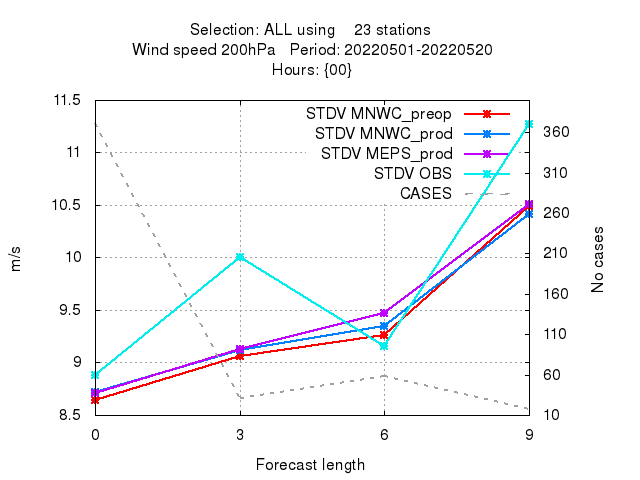 Selection: ALL using    23 stations
Wind speed 200hPa   Period: 20220501-20220520
Hours: {00}
STDV MNWC_preop
STDV MNWC_prod
STDV MEPS_prod
STDV OBS
CASES
11.5
11
10.5
10
9.5
9
8.5
m/s
360
310
260
210
160
110
60
10
No cases
0 3 6 9
Forecast length